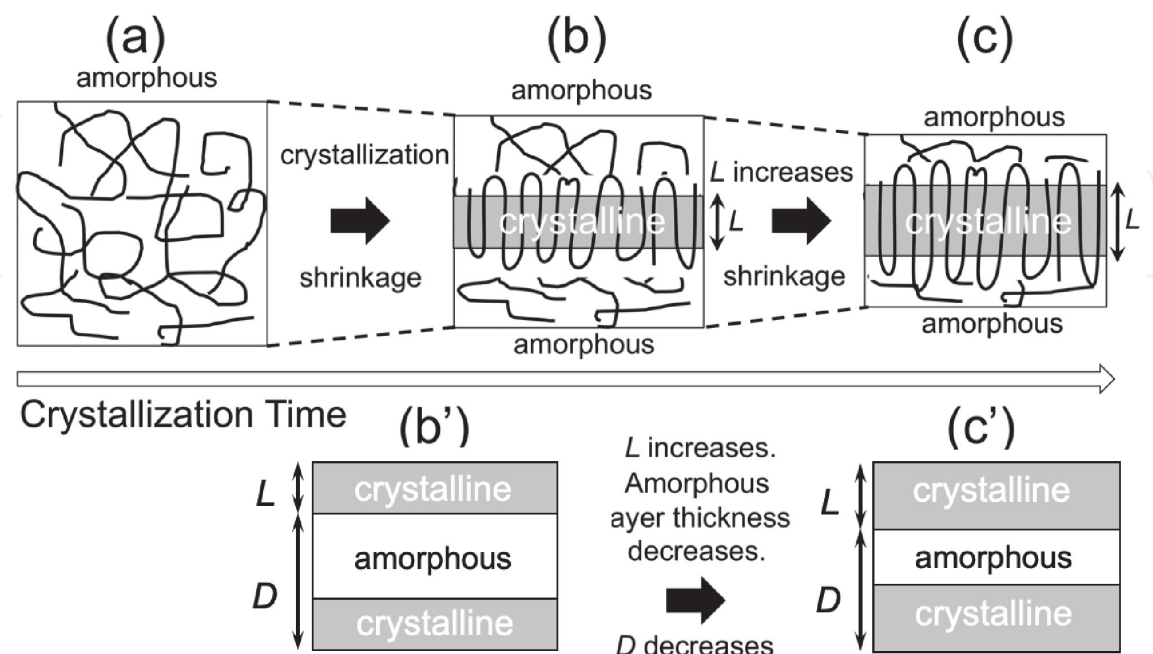 (a)
amorphous
crystallization
shrinkage
(b)
amorphous
crystalline
amorphous
L increases
L
shrinkage
(c)
amorphous
crystalline
L
amorphous
Crystallization Time
(b')
L
crystalline
amorphous
D
crystalline
L increases.
Amorphous
ayer thickness
decreases.
D decreases
(c')
L
crystalline
amorphous
D
crystalline